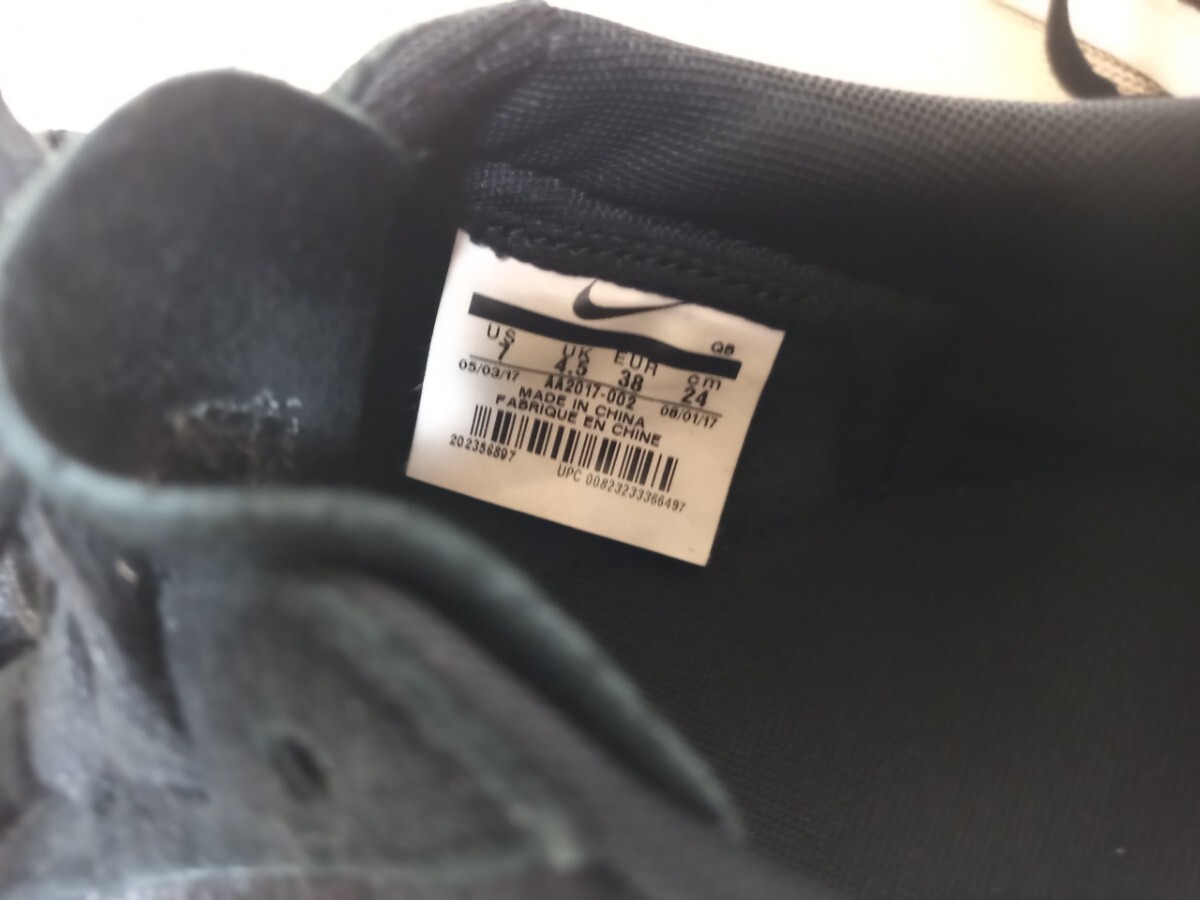 QB
US UK EUR cm
7 4.5 38 24
05/03/17 AA2017-002 08/01/17
MADE IN CHINA
FABRIQUE EN CHINE
202356897
UPC 00823233366497